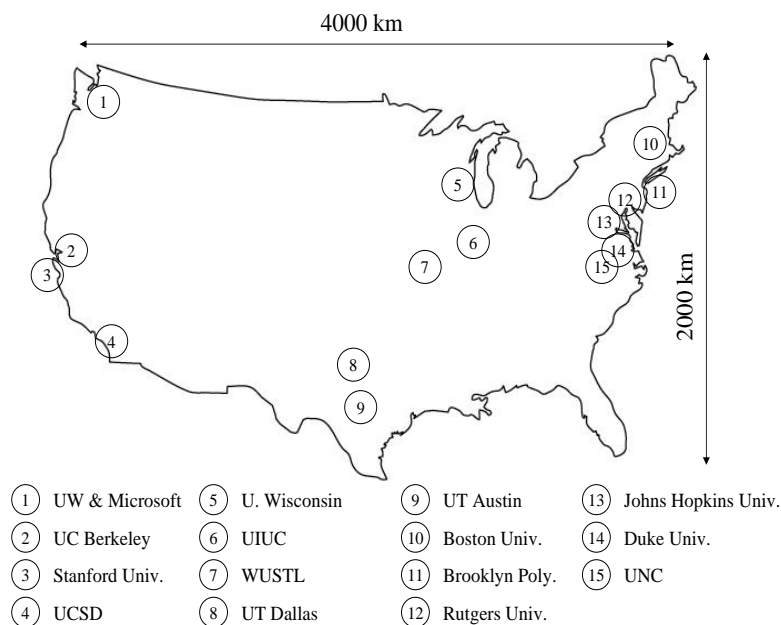 4000 km
1
10
5
11
12
13
6
2
14
7
15
3
2000 km
4
8
9
1 UW & Microsoft 5 U. Wisconsin 9 UT Austin 13 Johns Hopkins Univ.
2 UC Berkeley 6 UIUC 10 Boston Univ. 14 Duke Univ.
3 Stanford Univ. 7 WUSTL 11 Brooklyn Poly. 15 UNC
4 UCSD 8 UT Dallas 12 Rutgers Univ.